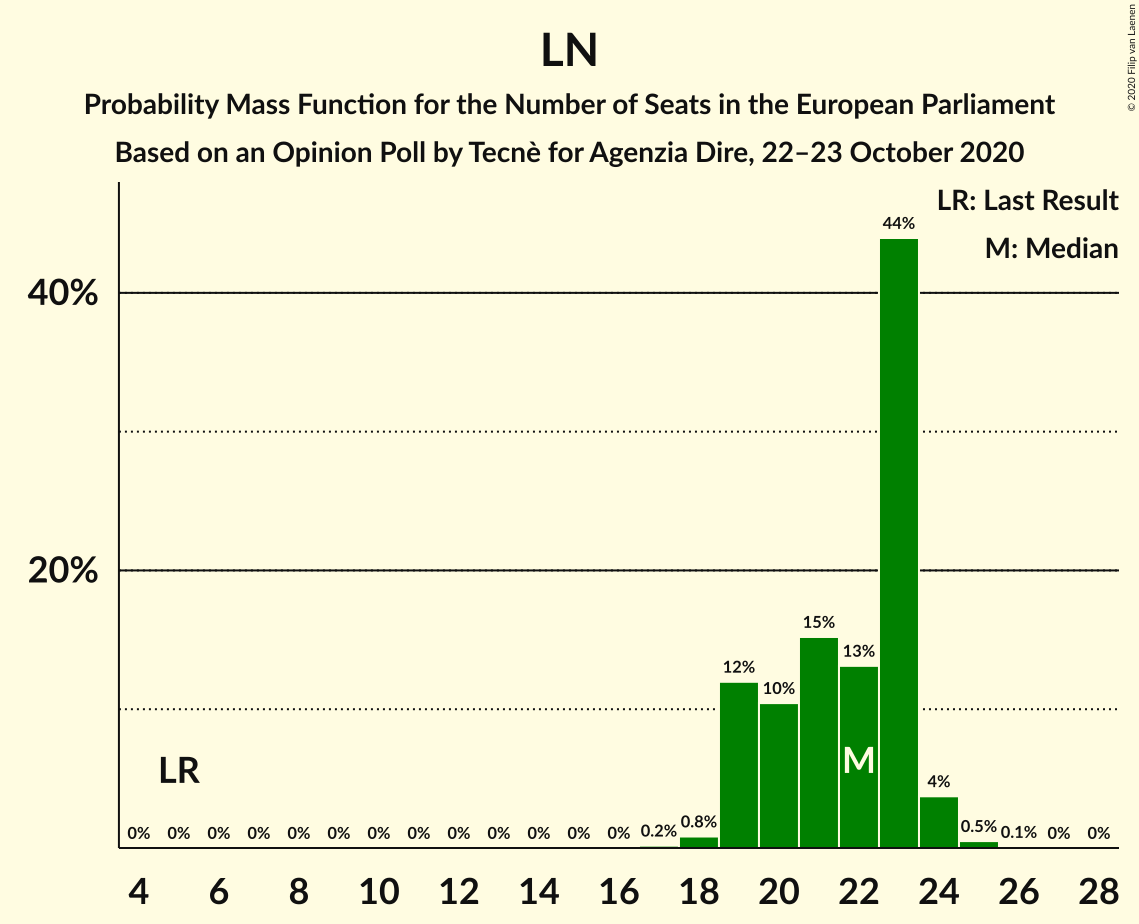 LN
Probability Mass Function for the Number of Seats in the European Parliament
Based on an Opinion Poll by Tecnè for Agenzia Dire, 22–23 October 2020
© 2020 Filip van Laenen
LR: Last Result
M: Median
44%
40%
20%
15%
13%
12%
10%
M
LR
4%
0% 0% 0% 0% 0% 0% 0% 0% 0% 0% 0% 0% 0% 0.2% 0.8% 0.5% 0.1% 0% 0%
4 6 8 10 12 14 16 18 20 22 24 26 28